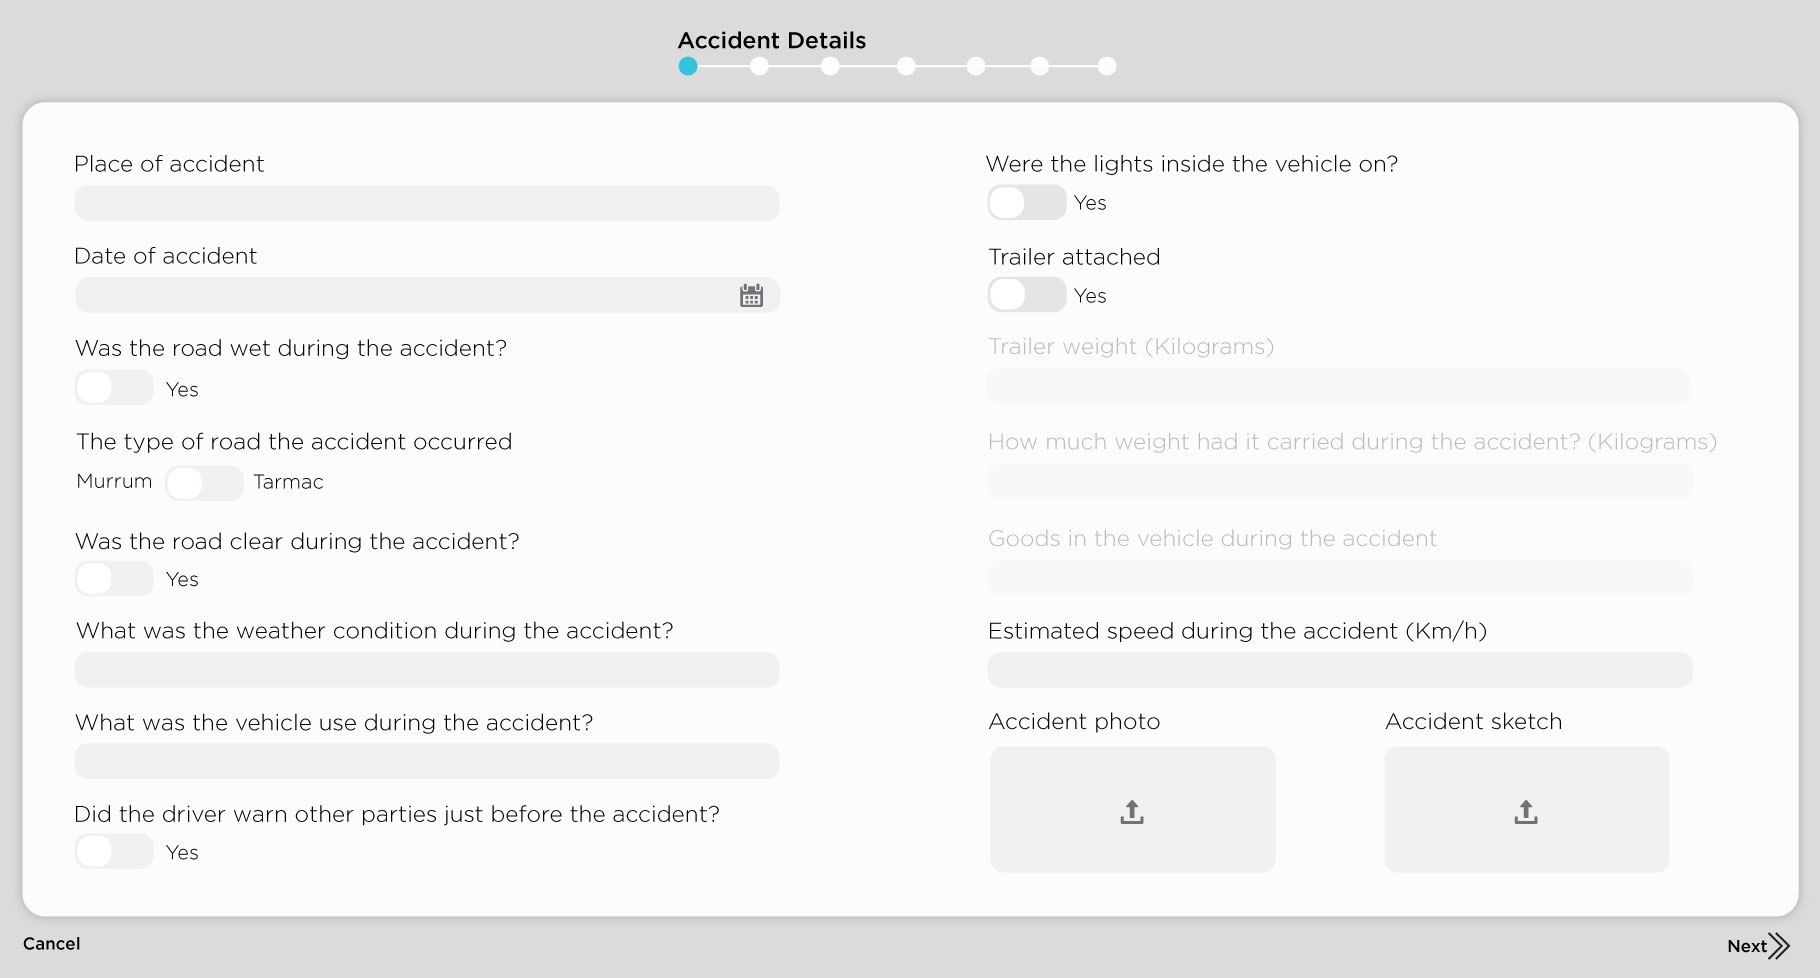 Accident Details
Place of accident
Date of accident
Was the road wet during the accident?
Yes
The type of road the accident occurred
Murrum Tarmac
Was the road clear during the accident?
Yes
What was the weather condition during the accident?
What was the vehicle use during the accident?
Did the driver warn other parties just before the accident?
Yes
Were the lights inside the vehicle on?
Yes
Trailer attached
Yes
Trailer weight (Kilograms)
How much weight had it carried during the accident? (Kilograms)
Goods in the vehicle during the accident
Estimated speed during the accident (Km/h)
Accident photo Accident sketch
Cancel
Next